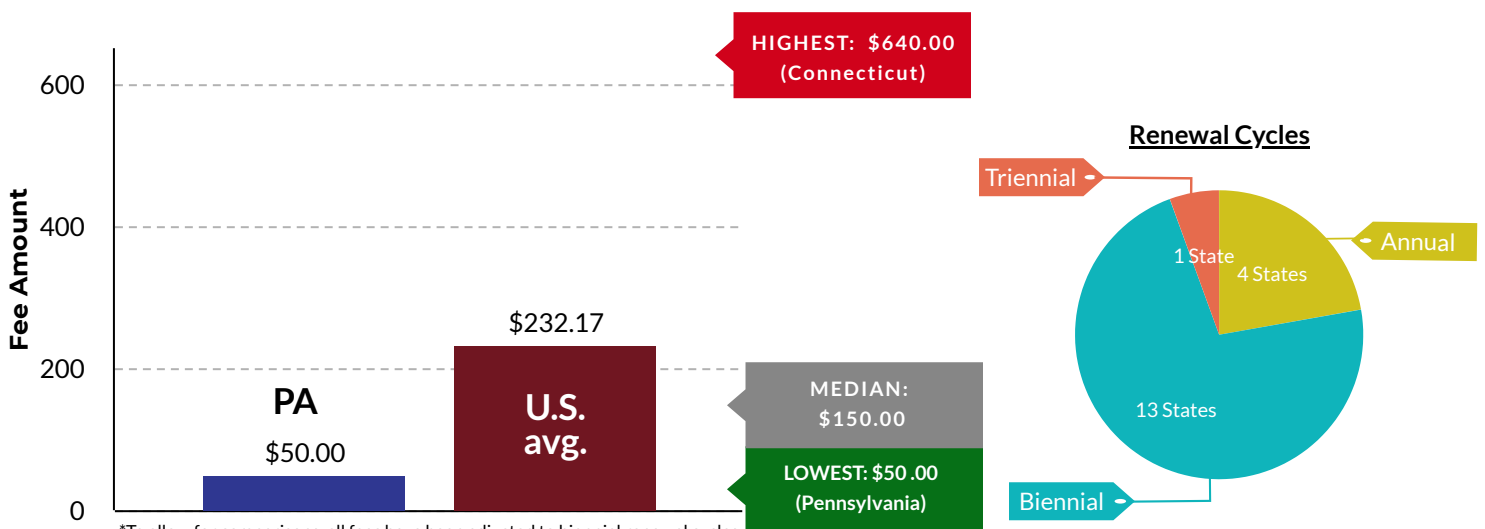 HIGHEST: $640.00
(Connecticut)
600
Renewal Cycles
Triennial
Annual
1 State
4 States
400
Fee Amount
$232.17
200
MEDIAN:
$150.00
PA
U.S.
avg.
13 States
$50.00
LOWEST: $50 .00
(Pennsylvania)
Biennial
0